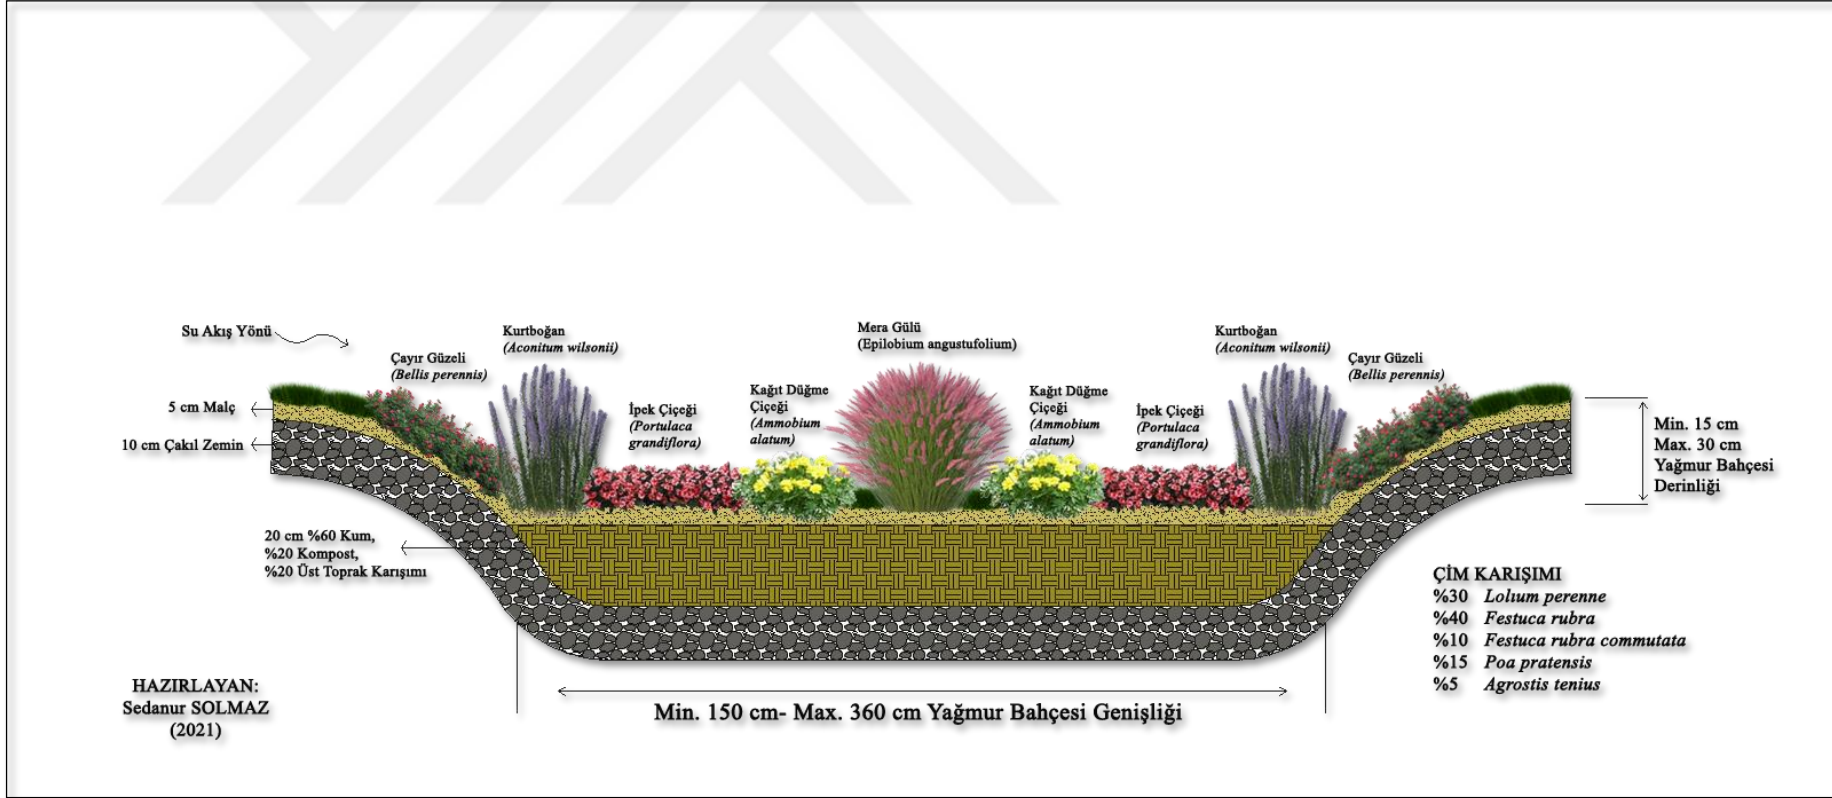 Su Akış Yönü
Çayır Güzeli
(Bellis perennis)
Kurtboğan
(Aconitum wilsonii)
İpek Çiçeği
(Portulaca
grandiflora)
Kağıt Düğme
Çiçeği
(Ammobium
alatum)
Mera Gülü
(Epilobium angustufolium)
Kağıt Düğme
Çiçeği
(Ammobium
alatum)
İpek Çiçeği
(Portulaca
grandiflora)
Kurtboğan
(Aconitum wilsonii)
Çayır Güzeli
(Bellis perennis)
5 cm Malç
10 cm Çakıl Zemin
20 cm %60 Kum,
%20 Kompost,
%20 Üst Toprak Karışımı
Min. 15 cm
Max. 30 cm
Yağmur Bahçesi
Derinliği
ÇİM KARIŞIMI
%30 Lolıum perenne
%40 Festuca rubra
%10 Festuca rubra commutata
%15 Poa pratensis
%5 Agrostis tenius
Min. 150 cm- Max. 360 cm Yağmur Bahçesi Genişliği
HAZIRLAYAN:
Sedanur SOLMAZ
(2021)